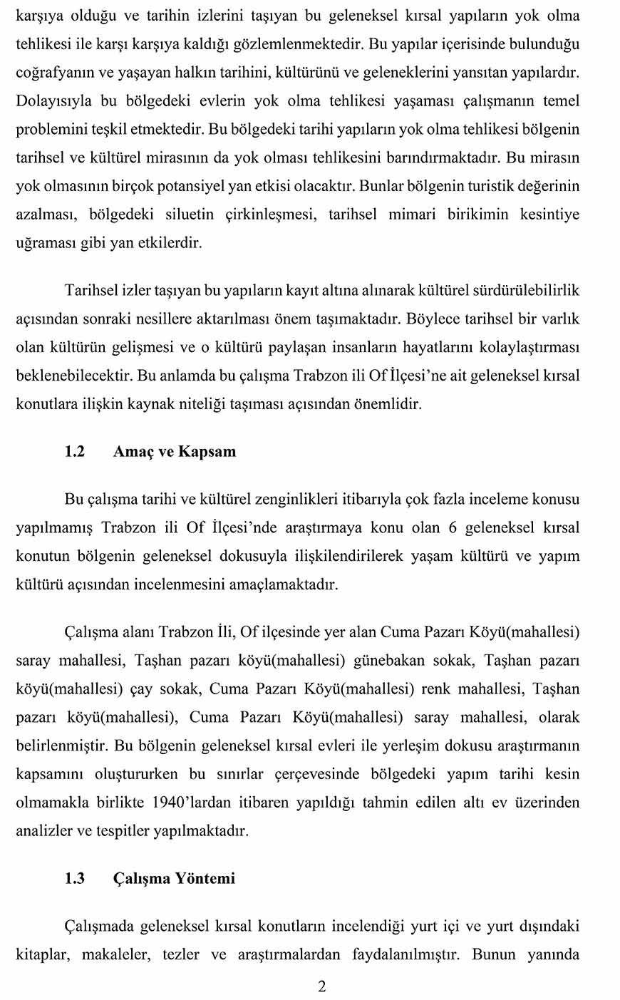 karşıya olduğu ve tarihin izlerini taşıyan bu geleneksel kırsal yapıların yok olma
tehlikesi ile karşı karşıya kaldığı gözlemlenmektedir. Bu yapılar içerisinde bulunduğu
coğrafyanın ve yaşayan halkın tarihini, kültürünü ve geleneklerini yansıtan yapılardır.
Dolayısıyla bu bölgedeki evlerin yok olma tehlikesi yaşaması çalışmanın temel
problemini teşkil etmektedir. Bu bölgedeki tarihi yapıların yok olma tehlikesi bölgenin
tarihsel ve kültürel mirasının da yok olması tehlikesini barındırmaktadır. Bu mirasın
yok olmasının birçok potansiyel yan etkisi olacaktır. Bunlar bölgenin turistik değerinin
azalması, bölgedeki siluetin çirkinleşmesi, tarihsel mimari birikimin kesintiye
uğraması gibi yan etkilerdir.
Tarihsel izler taşıyan bu yapıların kayıt altına alınarak kültürel sürdürülebilirlik
açısından sonraki nesillere aktarılması önem taşımaktadır. Böylece tarihsel bir varlık
olan kültürün gelişmesi ve o kültürü paylaşan insanların hayatlarını kolaylaştırması
beklenebilecektir. Bu anlamda bu çalışma Trabzon ili Of İlçesi’ne ait geleneksel kırsal
konutlara ilişkin kaynak niteliği taşıması açısından önemlidir.
1.2 Amaç ve Kapsam
Bu çalışma tarihi ve kültürel zenginlikleri itibarıyla çok fazla inceleme konusu
yapılmamış Trabzon ili Of İlçesi’nde araştırmaya konu olan 6 geleneksel kırsal
konutun bölgenin geleneksel dokusuyla ilişkilendirilerek yaşam kültürü ve yapım
kültürü açısından incelenmesini amaçlamaktadır.
Çalışma alanı Trabzon İli, Of ilçesinde yer alan Cuma Pazarı Köyü(mahallesi)
saray mahallesi, Taşhan pazarı köyü(mahallesi) günebakan sokak, Taşhan pazarı
köyü(mahallesi) çay sokak, Cuma Pazarı Köyü(mahallesi) renk mahallesi, Taşhan
pazarı köyü(mahallesi), Cuma Pazarı Köyü(mahallesi) saray mahallesi, olarak
belirlenmiştir. Bu bölgenin geleneksel kırsal evleri ile yerleşim dokusu araştırmanın
kapsamını oluştururken bu sınırlar çerçevesinde bölgedeki yapım tarihi kesin
olmamakla birlikte 1940’lardan itibaren yapıldığı tahmin edilen altı ev üzerinden
analizler ve tespitler yapılmaktadır.
1.3 Çalışma Yöntemi
Çalışmada geleneksel kırsal konutların incelendiği yurt içi ve yurt dışındaki
kitaplar, makaleler, tezler ve araştırmalardan faydalanılmıştır. Bunun yanında
2